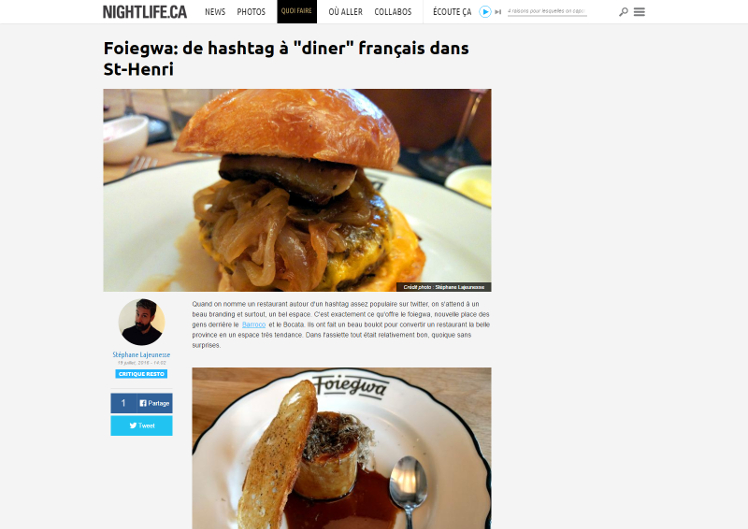 NIGHTLIFE.CA NEWS PHOTOS QUOI FAIRE OÙ ALLER COLLABOS ÉCOUTE ÇA 4 raisons pour lesquelles on capo
Foiegwa: de hashtag à "diner" français dans
St-Henri
Foiegwa
Crédit photo : Stéphane Lajeunesse
Quand on nomme un restaurant autour d'un hashtag assez populaire sur twitter, on s'attend à un
beau branding et surtout, un bel espace. C'est exactement ce qu'offre le foiegwa, nouvelle place des
gens derrière le Barroco et le Bocata. Ils ont fait un beau boulot pour convertir un restaurant la belle
province en un espace très tendance. Dans l'assiette tout était relativement bon, quoique sans
surprises.
Stéphane Lajeunesse
CRITIQUE RESTO
1 Partage
Tweet
Foiegwa